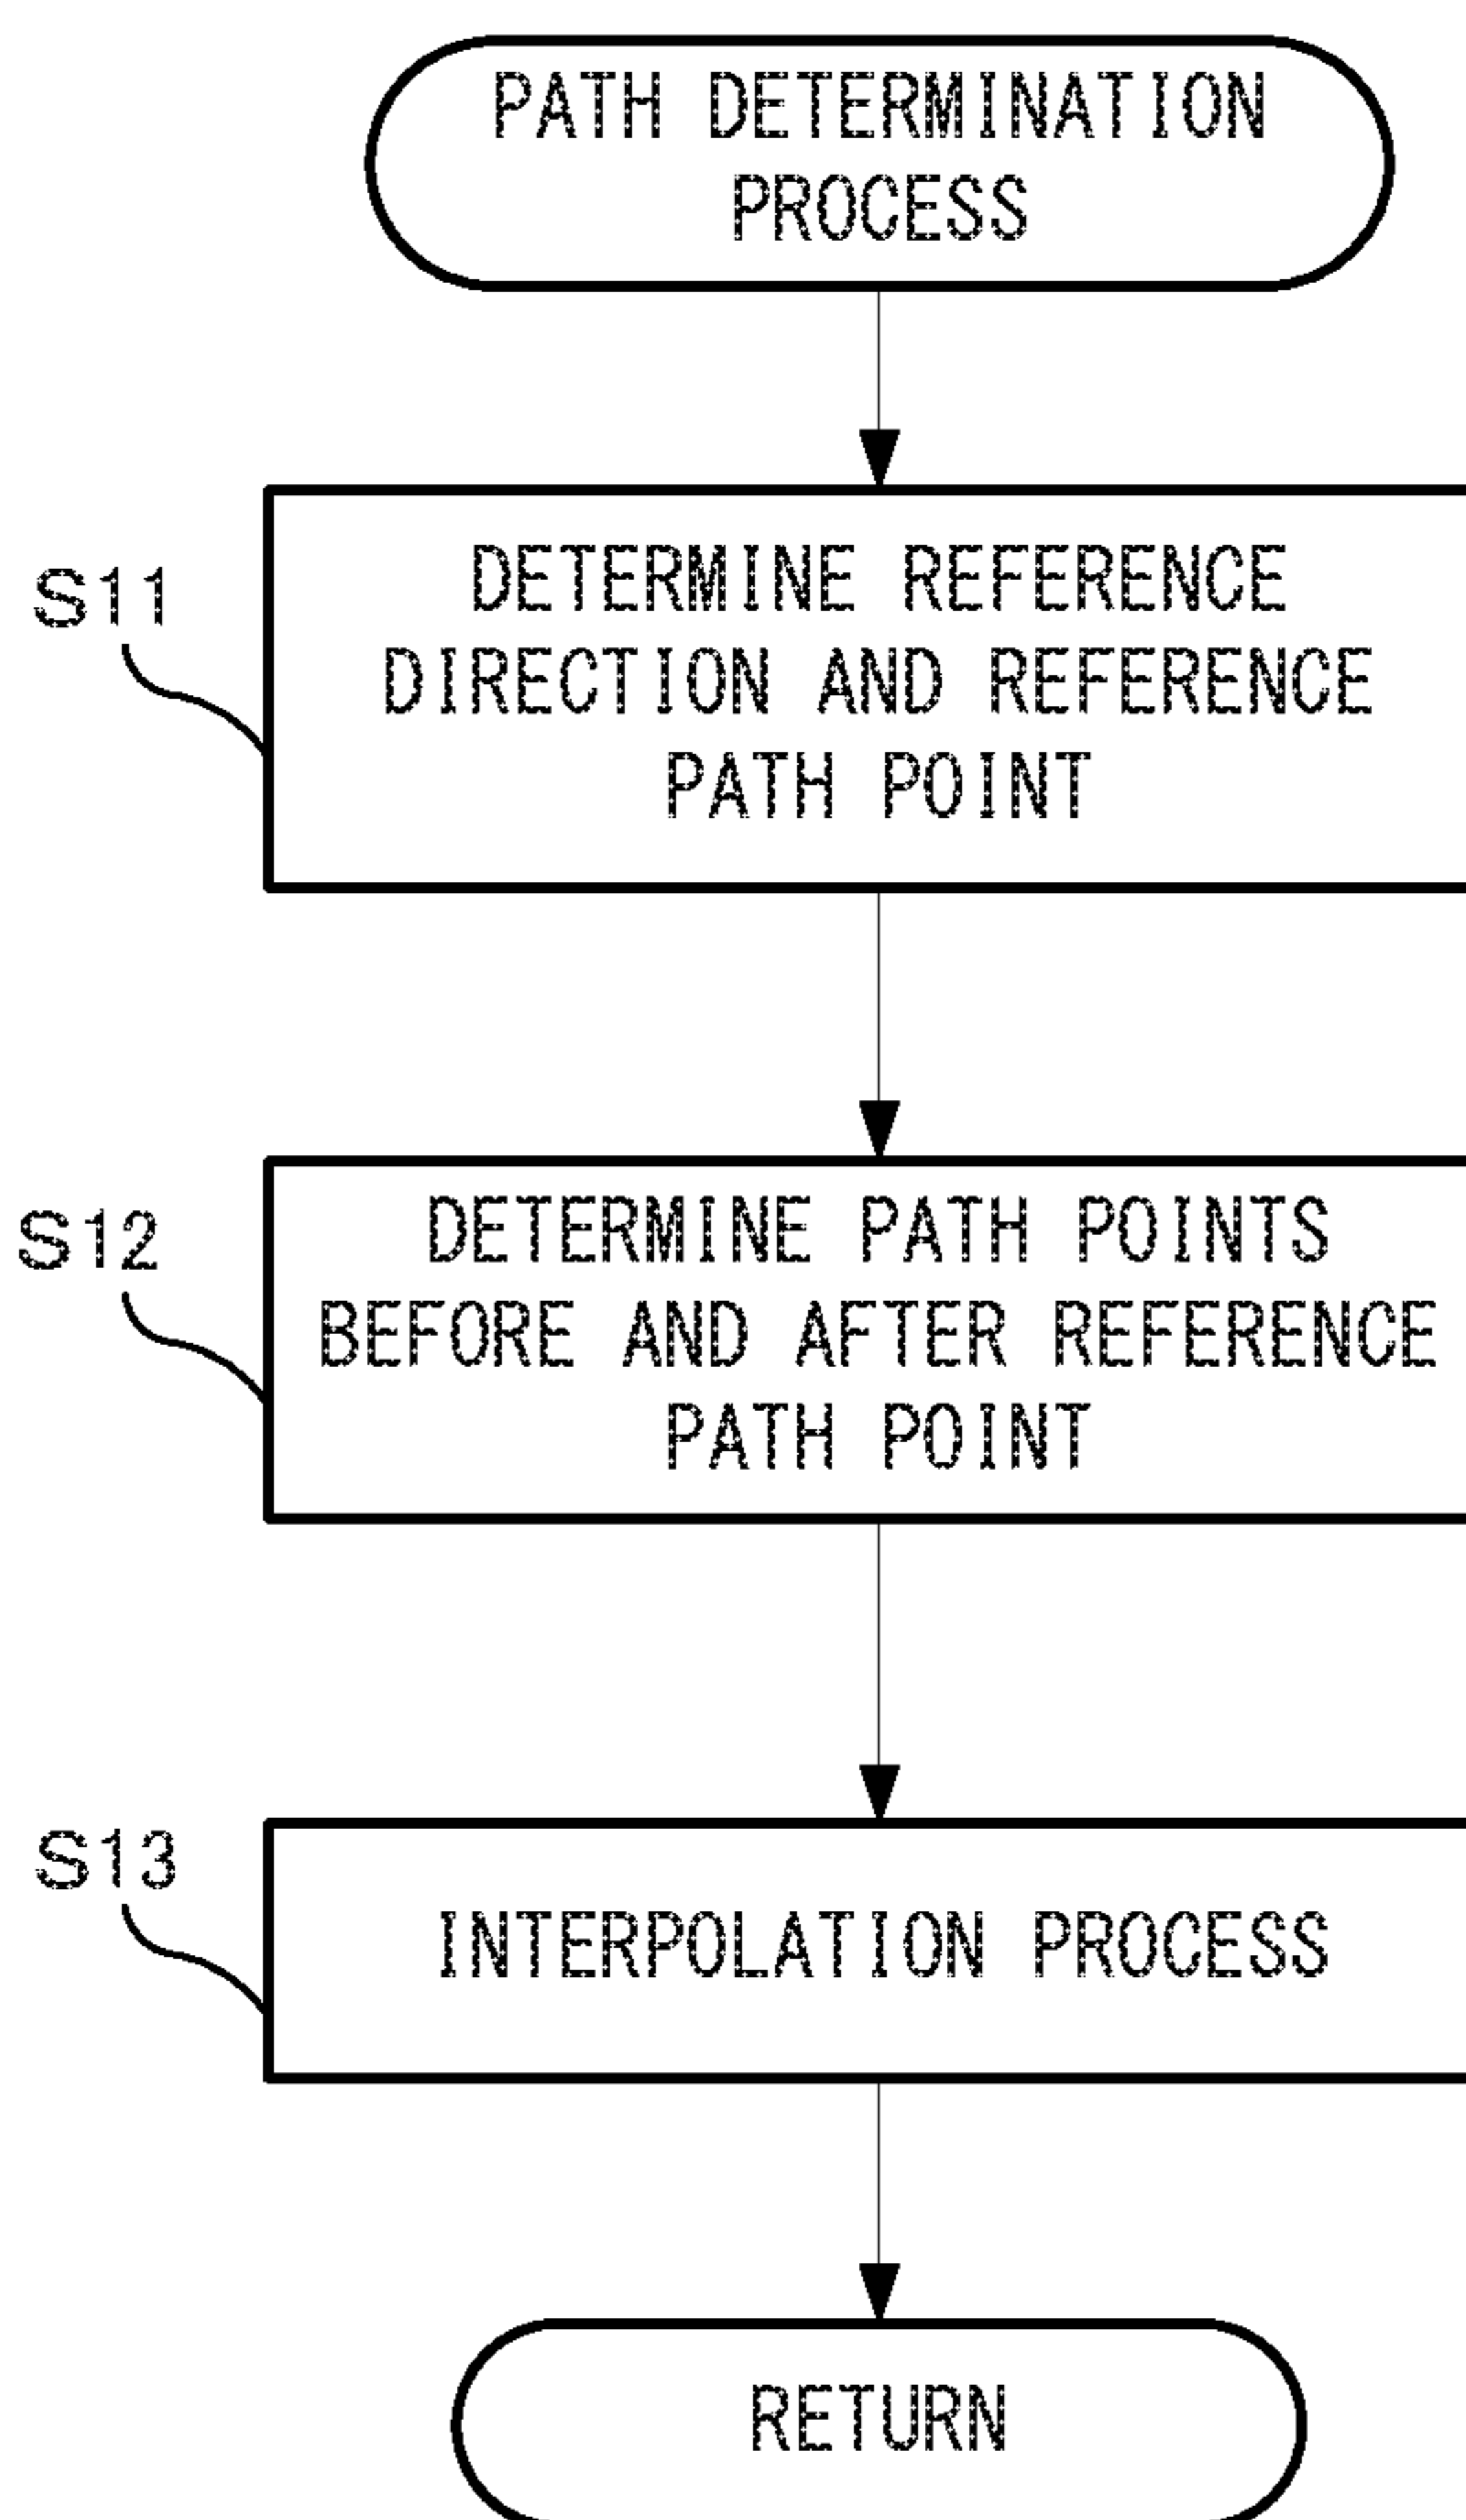 PATH DETERMINATION
PROCESS
S11
DETERMINE REFERENCE
DIRECTION AND REFERENCE
PATH POINT
S12
DETERMINE PATH POINTS
BEFORE AND AFTER REFERENCE
PATH POINT
S13
INTERPOLATION PROCESS
RETURN